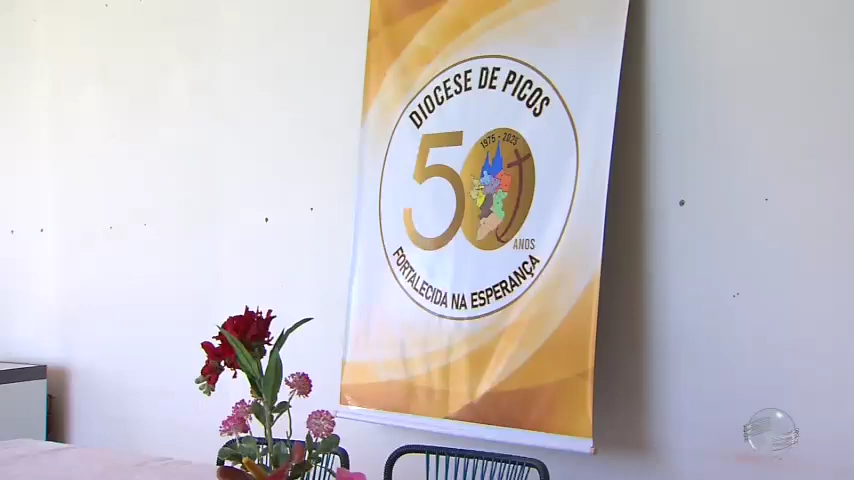 DIOCESE DE PICOS
1975 - 2025
50
ANOS
FORTALECIDA NA ESPERANÇA